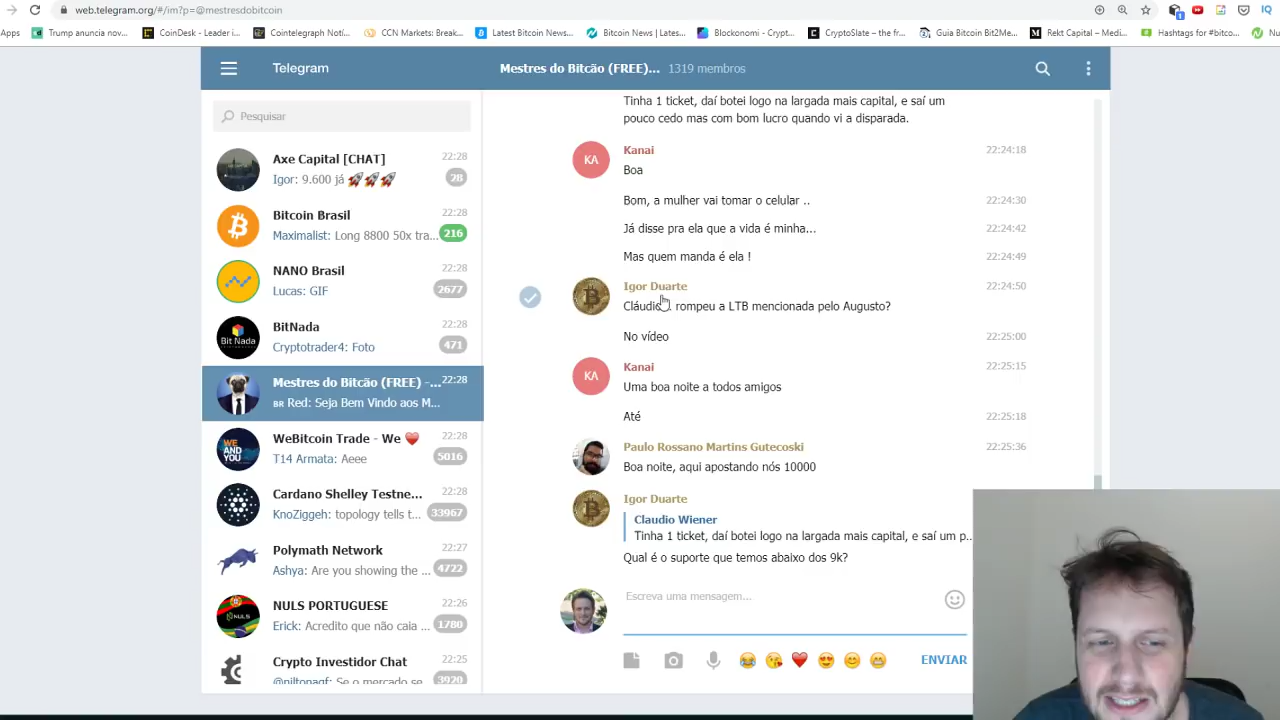 web.telegram.org/#/im?p=@mestresdobitcoin
Apps
Trump anuncia nov...
CoinDesk - Leader i...
Cointelegraph Notíc...
CCN Markets: Break...
Latest Bitcoin News...
Bitcoin News | Lates...
Blockonomi - Crypt...
CryptoSlate – the fr...
Guia Bitcoin Bit2Me...
Rekt Capital – Medi...
Hashtags for #bitco...
Telegram
Mestres do Bitcão (FREE)... 1319 membros
Pesquisar
Axe Capital [CHAT] 22:28
Igor: 9.600 já 🚀🚀🚀 28
Bitcoin Brasil 22:28
Maximalist: Long 8800 50x tra... 216
NANO Brasil 22:28
Lucas: GIF 2677
BitNada 22:28
Cryptotrader4: Foto 471
Bit Nada
Mestres do Bitcão (FREE) -... 22:28
BR Red: Seja Bem Vindo aos M...
WeBitcoin Trade - We ❤️ 22:28
T14 Armata: Aeee 5016
WE AND YOU
Cardano Shelley Testne... 22:28
KnoZiggeh: topology tells t... 33967
Polymath Network 22:27
Ashya: Are you showing the ... 4722
NULS PORTUGUESE 22:26
Erick: Acredito que não caia ... 1780
NULS
Crypto Investidor Chat 22:25
@niltonagf: Se o mercado se 3920
Tinha 1 ticket, daí botei logo na largada mais capital, e saí um
pouco cedo mas com bom lucro quando vi a disparada.
KA
Kanai 22:24:18
Boa
Bom, a mulher vai tomar o celular .. 22:24:30
Já disse pra ela que a vida é minha... 22:24:42
Mas quem manda é ela ! 22:24:49
Igor Duarte 22:24:50
rompeu a LTB mencionada pelo Augusto?
No vídeo 22:25:00
KA
Kanai 22:25:15
Uma boa noite a todos amigos
Até 22:25:18
Paulo Rossano Martins Gutecoski 22:25:36
Boa noite, aqui apostando nós 10000
Igor Duarte
Claudio Wiener
Tinha 1 ticket, daí botei logo na largada mais capital, e saí um p...
Qual é o suporte que temos abaixo dos 9k?
Escreva uma mensagem...
ENVIAR